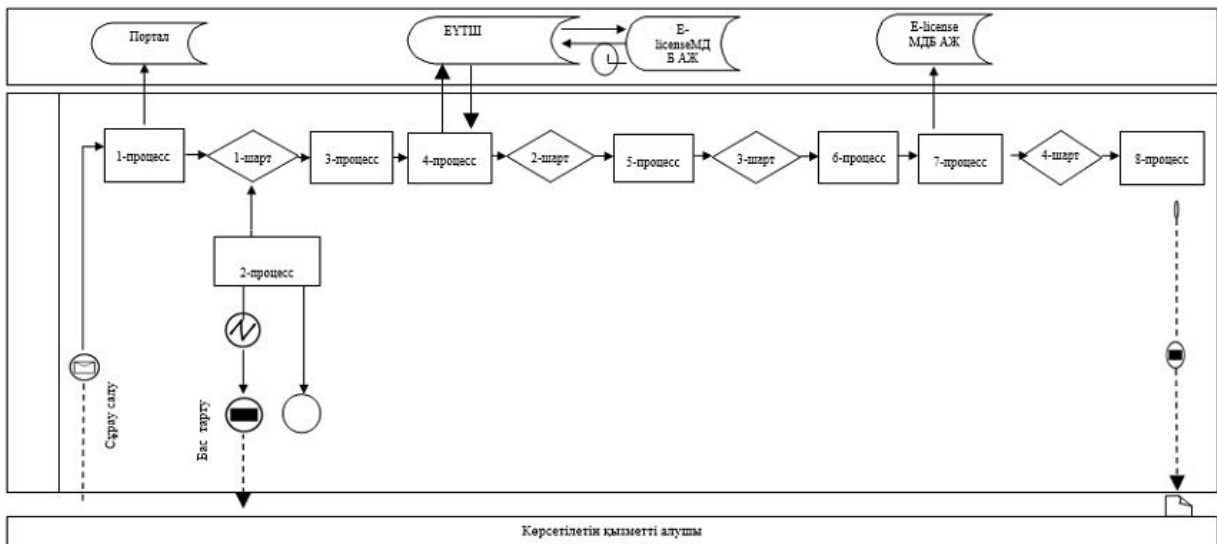 Портал
ЕҮТШ
E-
licenseМД
Б АЖ
E-license
МДБ АЖ
1-процесс
1-шарт
3-процесс
4-процесс
2-шарт
5-процесс
3-шарт
6-процесс
7-процесс
4-шарт
8-процесс
2-процесс
Сұрау салу
Бас тарту
Көрсетілетін қызметті алушы